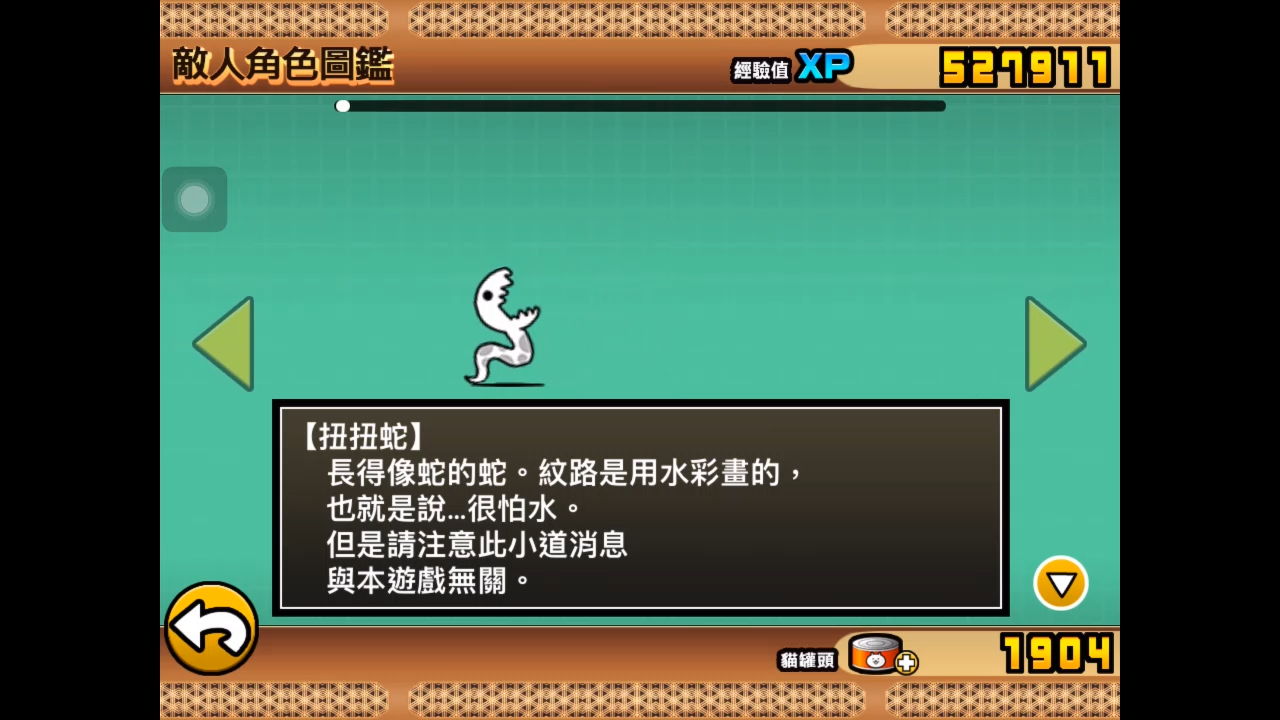 敵人角色圖鑑
經驗值 XP 527911
【扭扭蛇】
長得像蛇的蛇。紋路是用水彩畫的，
也就是說...很怕水。
但是請注意此小道消息
與本遊戲無關。
貓罐頭 1904